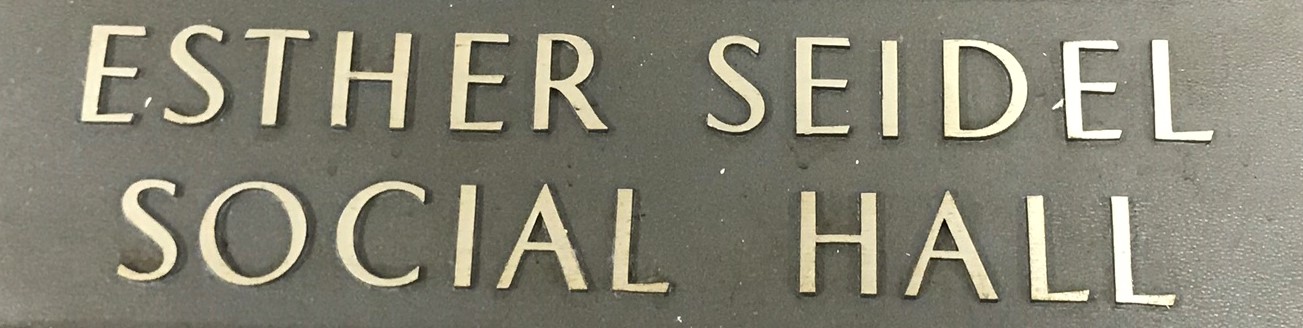 ESTHER SEIDEL
SOCIAL HALL